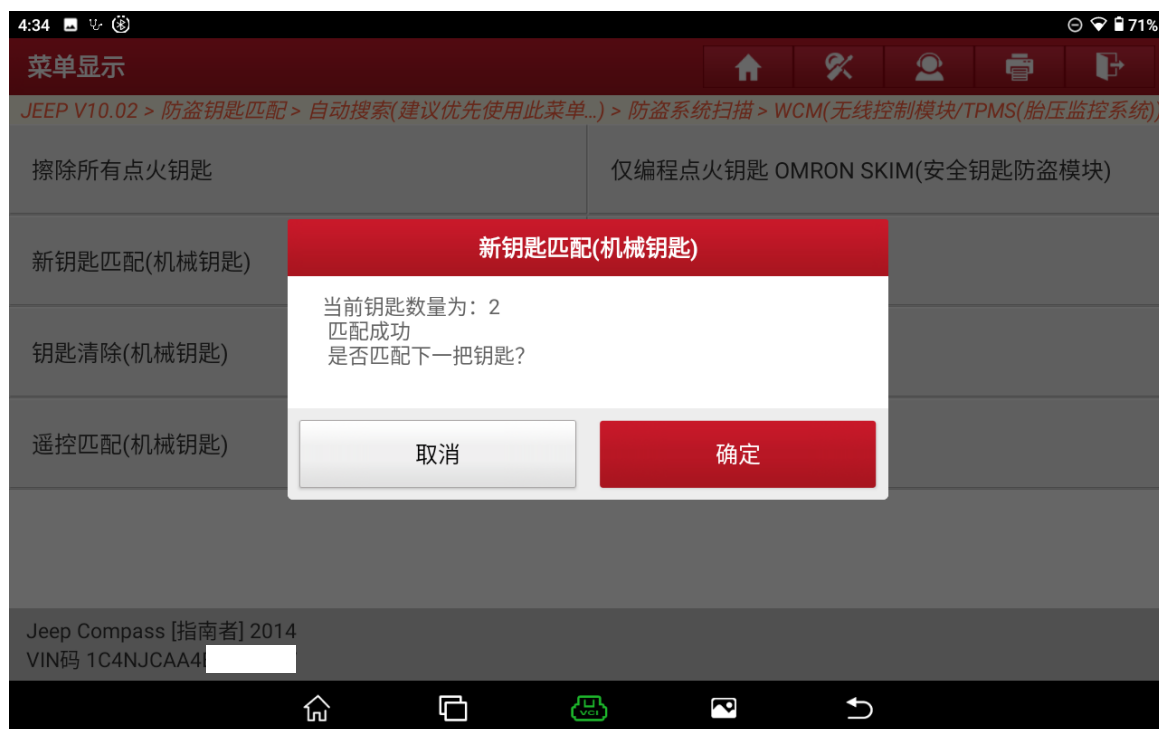 4:34
71%
菜单显示
JEEP V10.02 > 防盗钥匙匹配 > 自动搜索(建议优先使用此菜单...) > 防盗系统扫描 > WCM(无线控制模块/TPMS(胎压监控系统))
擦除所有点火钥匙
仅编程点火钥匙 OMRON SKIM(安全钥匙防盗模块)
新钥匙匹配(机械钥匙)
新钥匙匹配(机械钥匙)
当前钥匙数量为：2
匹配成功
是否匹配下一把钥匙?
钥匙清除(机械钥匙)
遥控匹配(机械钥匙)
取消
确定
Jeep Compass [指南者] 2014
VIN码 1C4NJCAA4
VCI